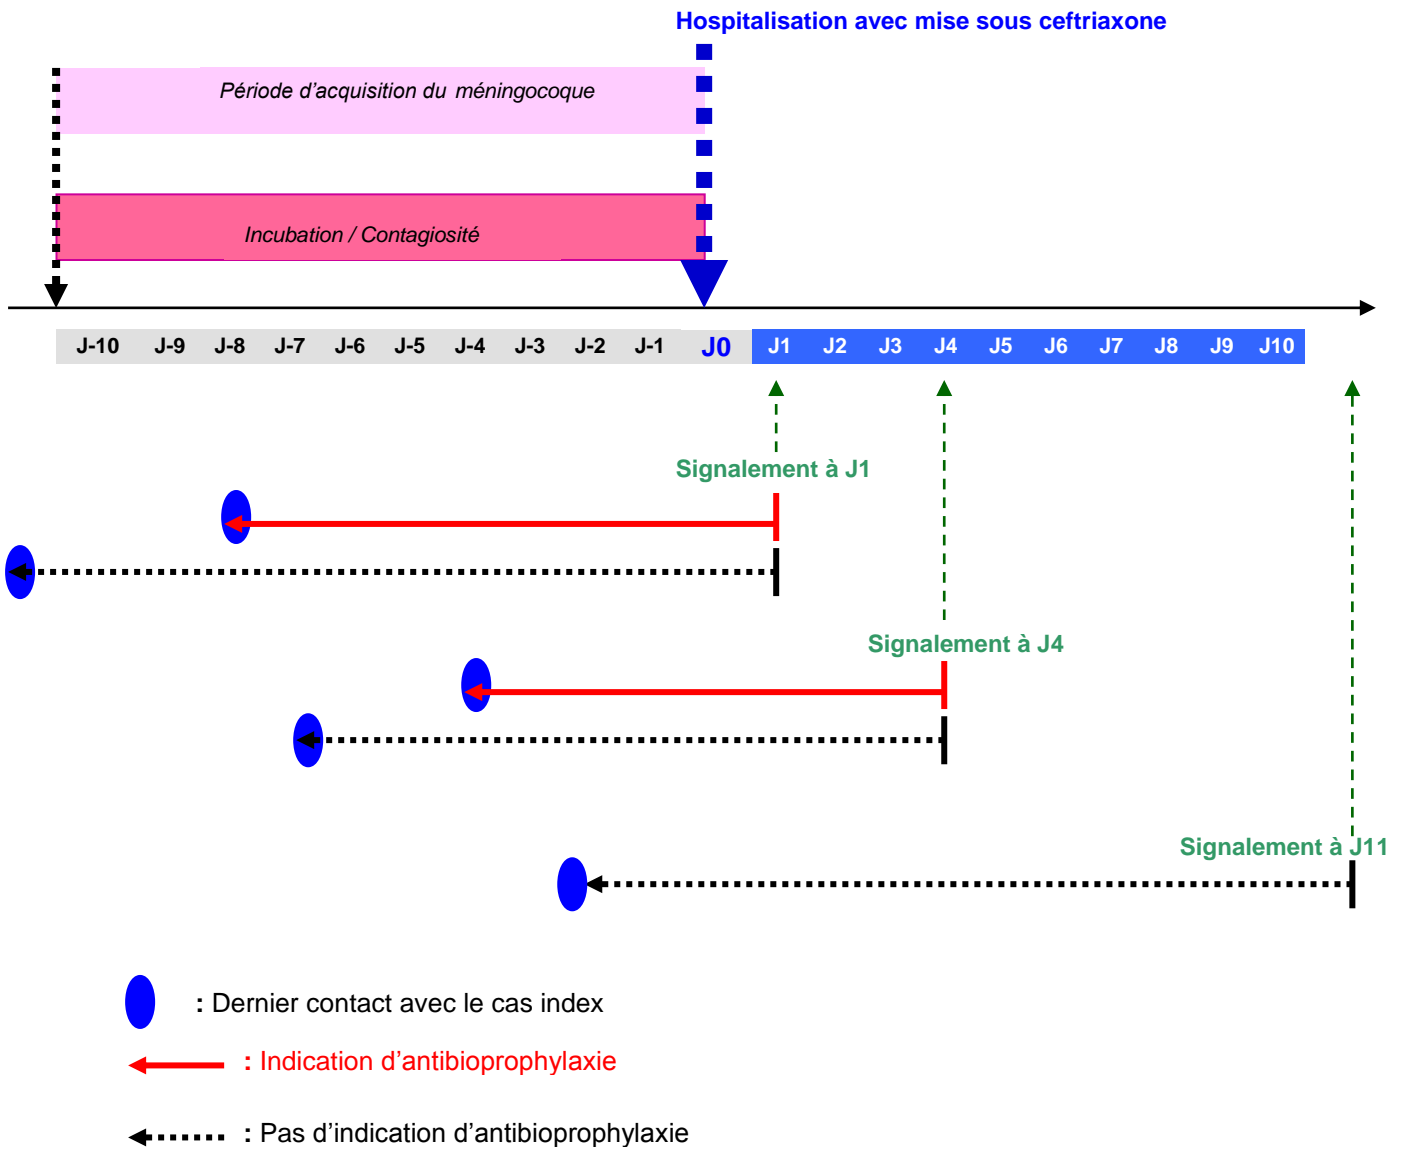 Hospitalisation avec mise sous ceftriaxone
Période d'acquisition du méningocoque
Incubation / Contagiosité
J-10 J-9 J-8 J-7 J-6 J-5 J-4 J-3 J-2 J-1 J0 J1 J2 J3 J4 J5 J6 J7 J8 J9 J10
Signalement à J1
Signalement à J4
Signalement à J11
: Dernier contact avec le cas index
: Indication d'antibioprophylaxie
: Pas d'indication d'antibioprophylaxie